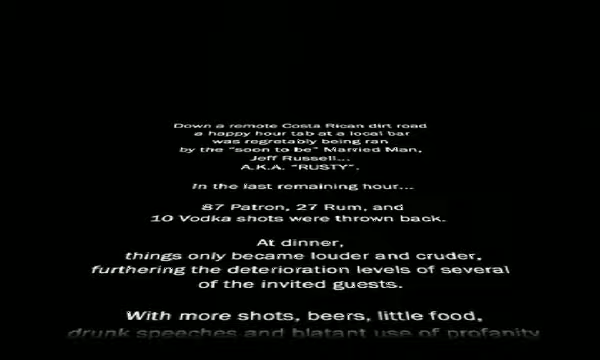 Down a remote Costa Rican dirt road
a happy hour tab at a local bar
was regretably being ran
by the "soon to be" Married Man,
Jeff Russell...
A.K.A. "RUSTY".
In the last remaining hour...
87 Patron, 27 Rum, and
10 Vodka shots were thrown back.
At dinner,
things only became louder and cruder,
furthering the deterioration levels of several
of the invited guests.
With more shots, beers, little food,
drunk speeches and blatant use of profanity